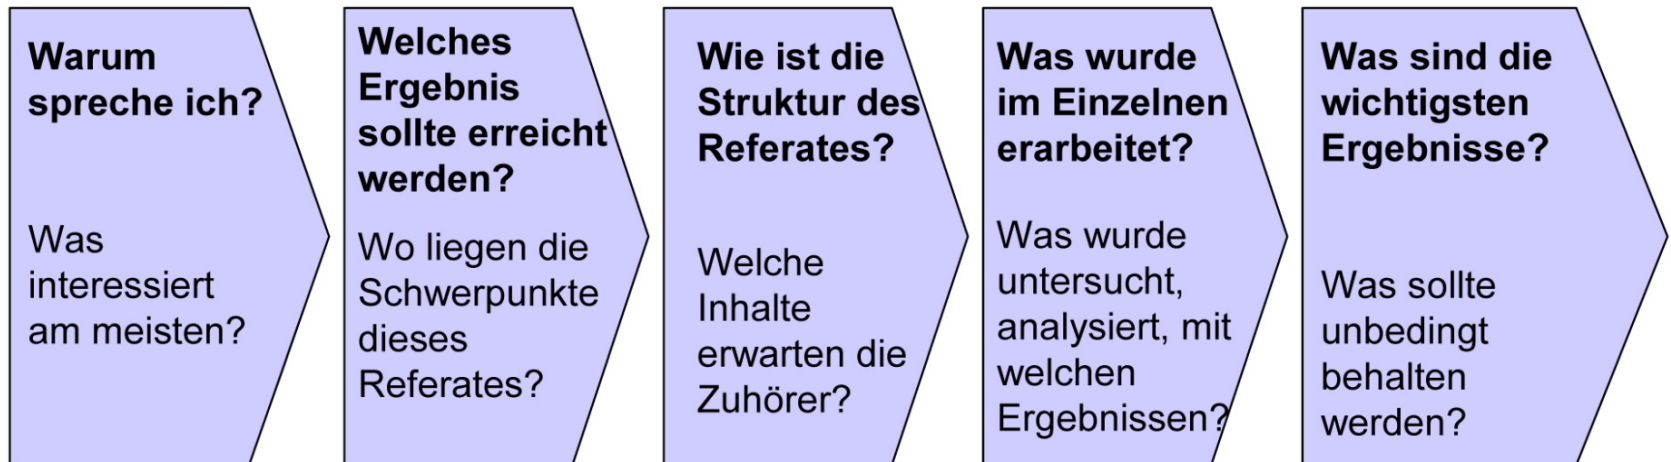 Warum
spreche ich?
Was
interessiert
am meisten?
Welches
Ergebnis
sollte erreicht
werden?
Wo liegen die
Schwerpunkte
dieses
Referates?
Wie ist die
Struktur des
Referates?
Welche
Inhalte
erwarten die
Zuhörer?
Was wurde
im Einzelnen
erarbeitet?
Was wurde
untersucht,
analysiert, mit
welchen
Ergebnissen?
Was sind die
wichtigsten
Ergebnisse?
Was sollte
unbedingt
behalten
werden?